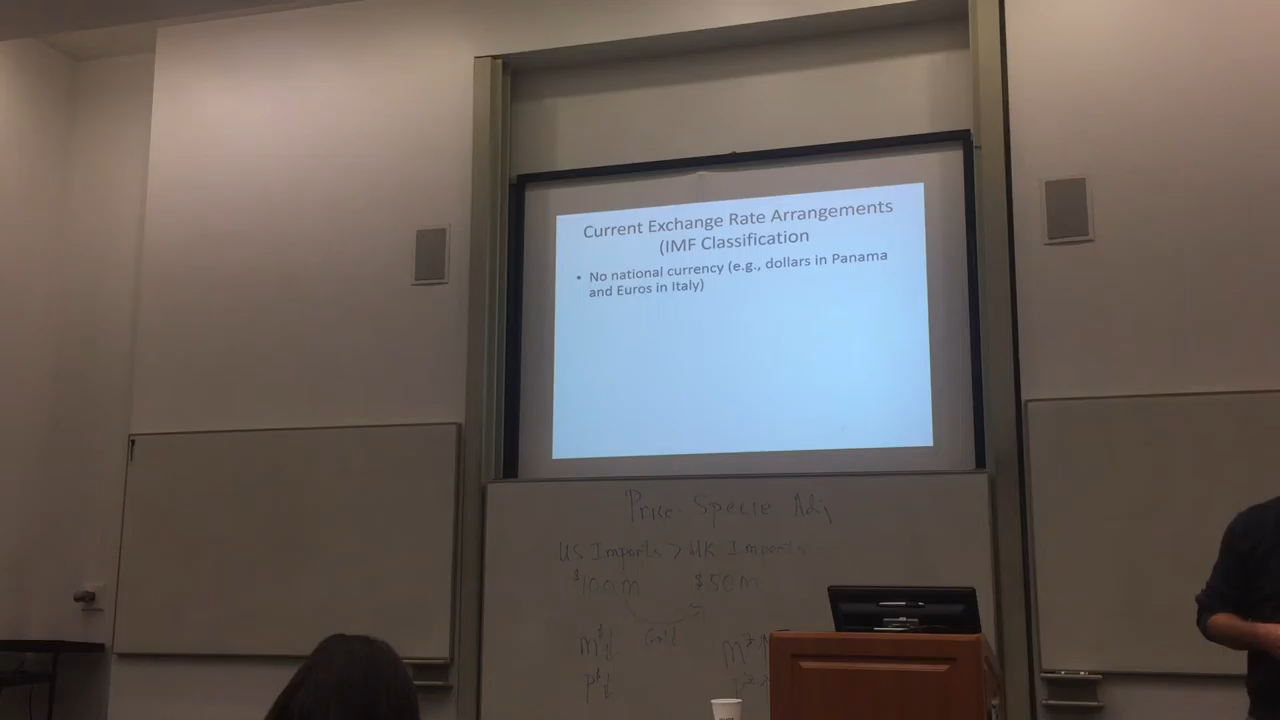 Current Exchange Rate Arrangements
(IMF Classification
• No national currency (e.g., dollars in Panama
and Euros in Italy)
Price-Specie Adj
US Imports > UK Imports
$100m $50m
Gold
M$↓
P$↓